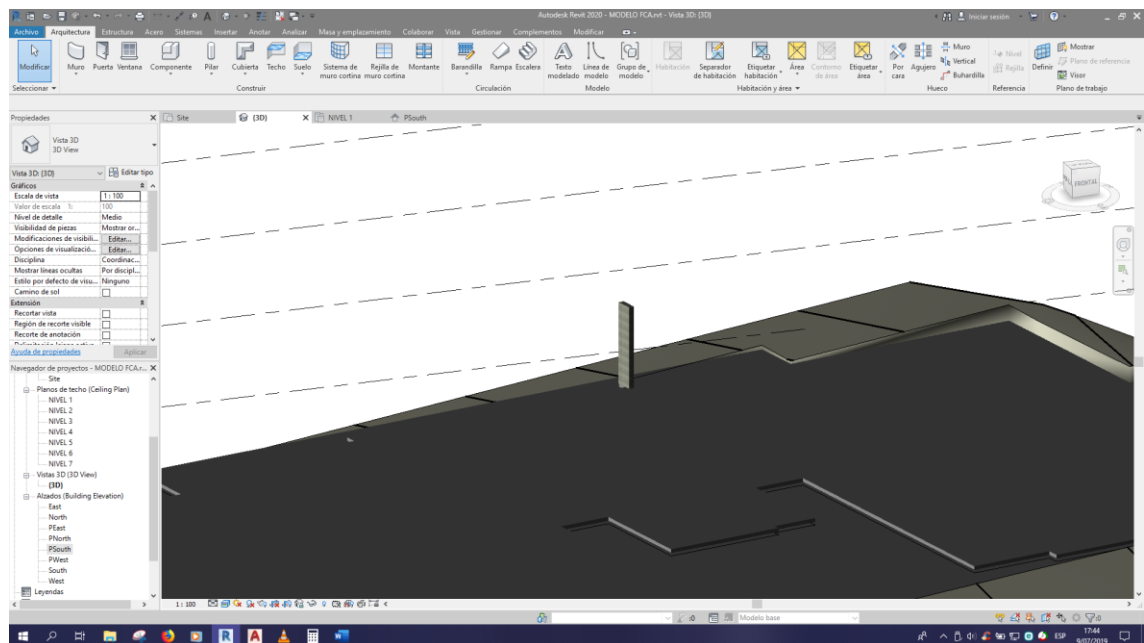 Autodesk Revit 2020 - MODELO FCA.rvt - Vista 3D: {3D}
Iniciar sesión
Archivo Arquitectura Estructura Acero Sistemas Insertar Anotar Analizar Masa y emplazamiento Colaborar Vista Gestionar Complementos Modificar
Modificar Muro Puerta Ventana Componente Pilar Cubierta Techo Suelo Sistema de muro cortina Rejilla de muro cortina Montante Barandilla Rampa Escalera Texto modelado Línea de modelo Grupo de modelo Habitación Separador de habitación Etiquetar habitación Área Contorno de área Etiquetar área Por cara Agujero Muro Vertical Buhardilla Nivel Rejilla Definir Mostrar Plano de referencia Visor
Seleccionar Construir Circulación Modelo Habitación y área Hueco Referencia Plano de trabajo
Propiedades
Site {3D} NIVEL 1 PSouth
Vista 3D
3D View
Vista 3D: {3D} Editar tipo
Gráficos
Escala de vista 1 : 100
Valor de escala 1: 100
Nivel de detalle Medio
Visibilidad de piezas Mostrar or...
Modificaciones de visibili... Editar...
Opciones de visualizació... Editar...
Disciplina Coordinac...
Mostrar líneas ocultas Por discipl...
Estilo por defecto de visu... Ninguno
Camino de sol
Extensión
Recortar vista
Región de recorte visible
Recorte de anotación
Ayuda de propiedades Aplicar
Navegador de proyectos - MODELO FCA.r...
Site
Planos de techo (Ceiling Plan)
NIVEL 1
NIVEL 2
NIVEL 3
NIVEL 4
NIVEL 5
NIVEL 6
NIVEL 7
Vistas 3D (3D View)
{3D}
Alzados (Building Elevation)
East
North
PEast
PNorth
PSouth
PWest
South
West
Leyendas
FRONTAL
1 : 100
:0 Modelo base
:0
ESP
17:44
9/07/2019